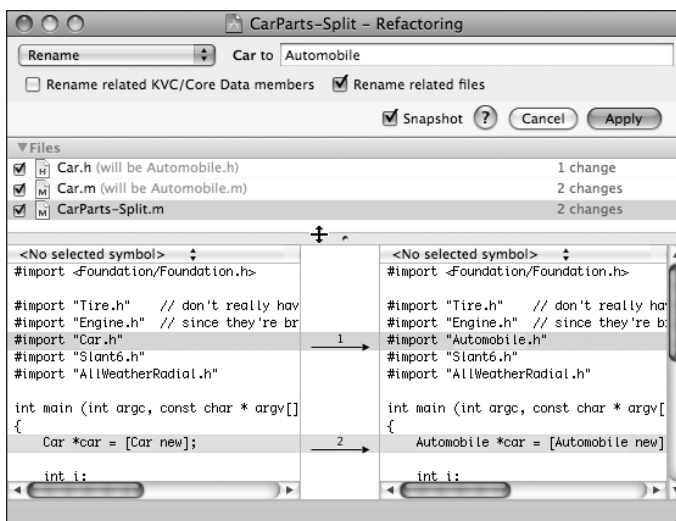 CarParts-Split – Refactoring
Rename Car to Automobile
Rename related KVC/Core Data members Rename related files
Snapshot ? Cancel Apply
Files
Car.h (will be Automobile.h) 1 change
Car.m (will be Automobile.m) 2 changes
CarParts-Split.m 2 changes
<No selected symbol>
#import <Foundation/Foundation.h>
#import "Tire.h" // don't really hav
#import "Engine.h" // since they're br
#import "Car.h"
#import "Slant6.h"
#import "AllWeatherRadial.h"
int main (int argc, const char * argv[]
{
Car *car = [Car new];
int i;
1
2
<No selected symbol>
#import <Foundation/Foundation.h>
#import "Tire.h" // don't really ha
#import "Engine.h" // since they're b
#import "Automobile.h"
#import "Slant6.h"
#import "AllWeatherRadial.h"
int main (int argc, const char * argv[
{
Automobile *car = [Automobile new]
int i;